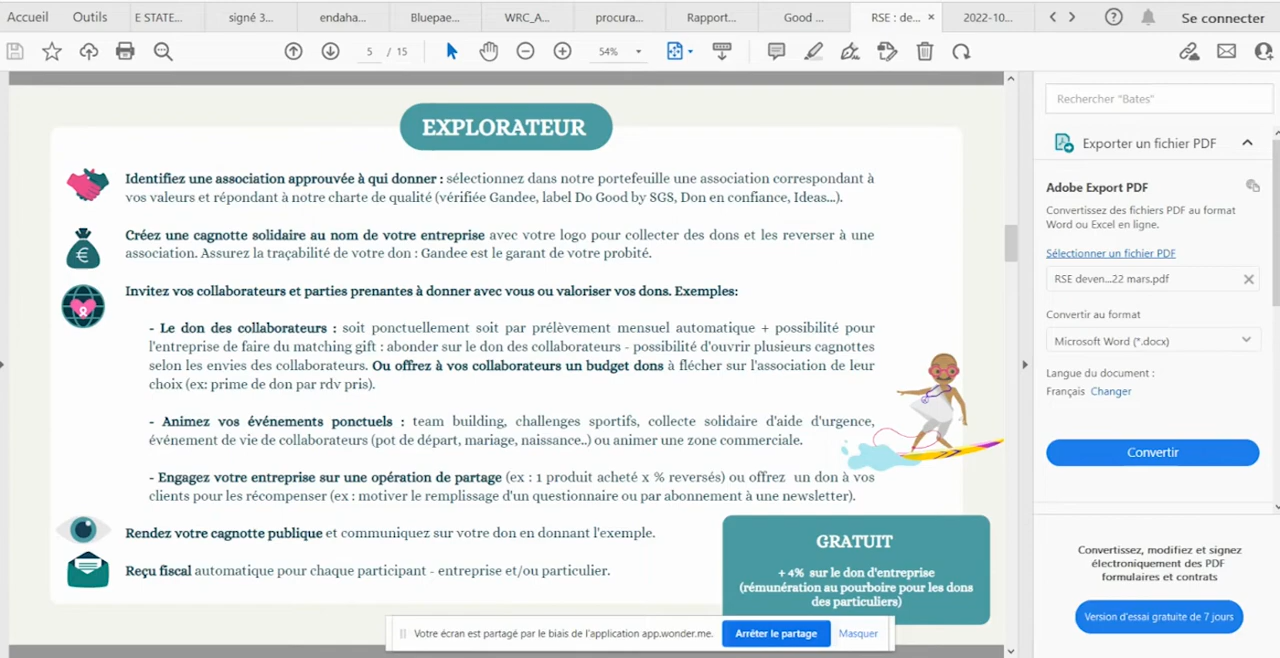 Accueil Outils E STATE... signé 3... endaha... Bluepae... WRC_A... procura... Rapport... Good ... RSE : de... × 2022-10... Se connecter
5 / 15 54%
EXPLORATEUR
Identifiez une association approuvée à qui donner : sélectionnez dans notre portefeuille une association correspondant à
vos valeurs et répondant à notre charte de qualité (vérifiée Gandee, label Do Good by SGS, Don en confiance, Ideas...).
Créez une cagnotte solidaire au nom de votre entreprise avec votre logo pour collecter des dons et les reverser à une
association. Assurez la traçabilité de votre don : Gandee est le garant de votre probité.
Invitez vos collaborateurs et parties prenantes à donner avec vous ou valoriser vos dons. Exemples:
- Le don des collaborateurs : soit ponctuellement soit par prélèvement mensuel automatique + possibilité pour
l'entreprise de faire du matching gift : abonder sur le don des collaborateurs - possibilité d'ouvrir plusieurs cagnottes
selon les envies des collaborateurs. Ou offrez à vos collaborateurs un budget dons à flécher sur l'association de leur
choix (ex: prime de don par rdv pris).
- Animez vos événements ponctuels : team building, challenges sportifs, collecte solidaire d'aide d'urgence,
événement de vie de collaborateurs (pot de départ, mariage, naissance..) ou animer une zone commerciale.
- Engagez votre entreprise sur une opération de partage (ex : 1 produit acheté x % reversés) ou offrez un don à vos
clients pour les récompenser (ex : motiver le remplissage d'un questionnaire ou par abonnement à une newsletter).
Rendez votre cagnotte publique et communiquez sur votre don en donnant l'exemple.
Reçu fiscal automatique pour chaque participant - entreprise et/ou particulier.
GRATUIT
+ 4% sur le don d'entreprise
(rémunération au pourboire pour les dons
des particuliers)
Votre écran est partagé par le biais de l'application app.wonder.me. Arrêter le partage Masquer
Rechercher "Bates"
Exporter un fichier PDF
Adobe Export PDF
Convertissez des fichiers PDF au format
Word ou Excel en ligne.
Sélectionner un fichier PDF
RSE deven...22 mars.pdf
Convertir au format
Microsoft Word (*.docx)
Langue du document :
Français Changer
Convertir
Convertissez, modifiez et signez
électroniquement des PDF
formulaires et contrats
Version d'essai gratuite de 7 jours